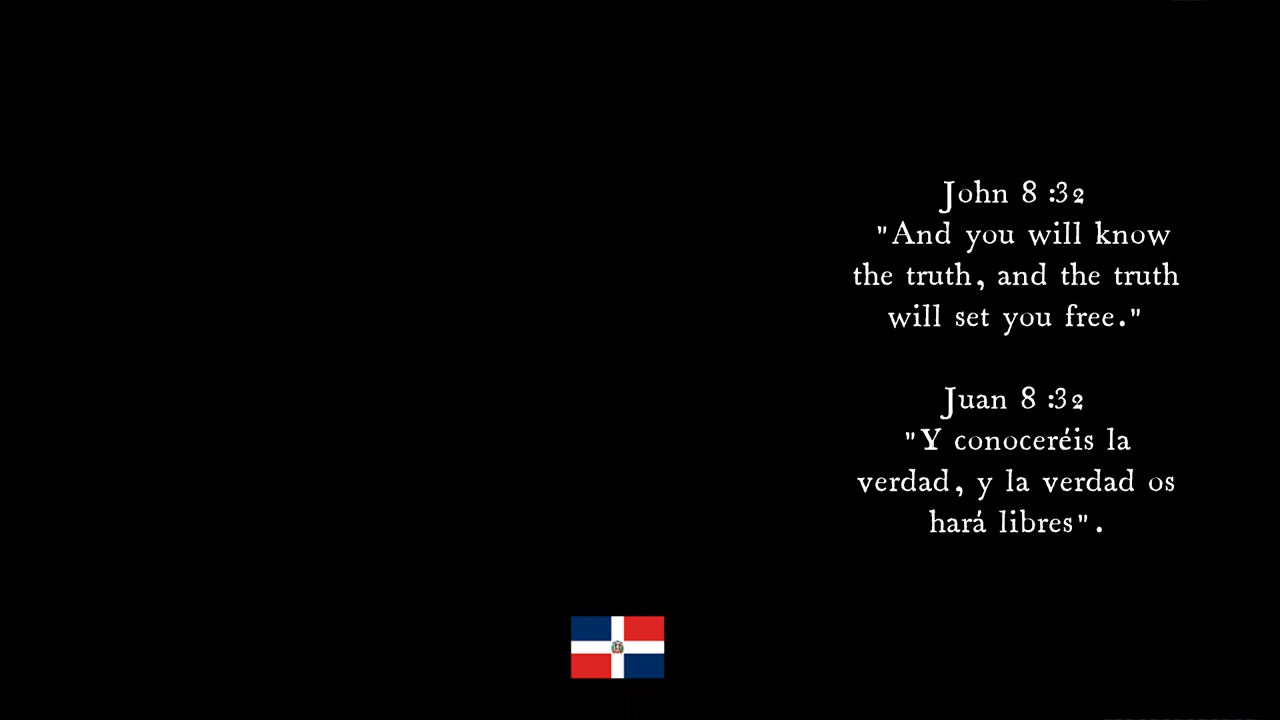 John 8 :32
"And you will know
the truth, and the truth
will set you free."
Juan 8 :32
"Y conoceréis la
verdad, y la verdad os
hará libres".